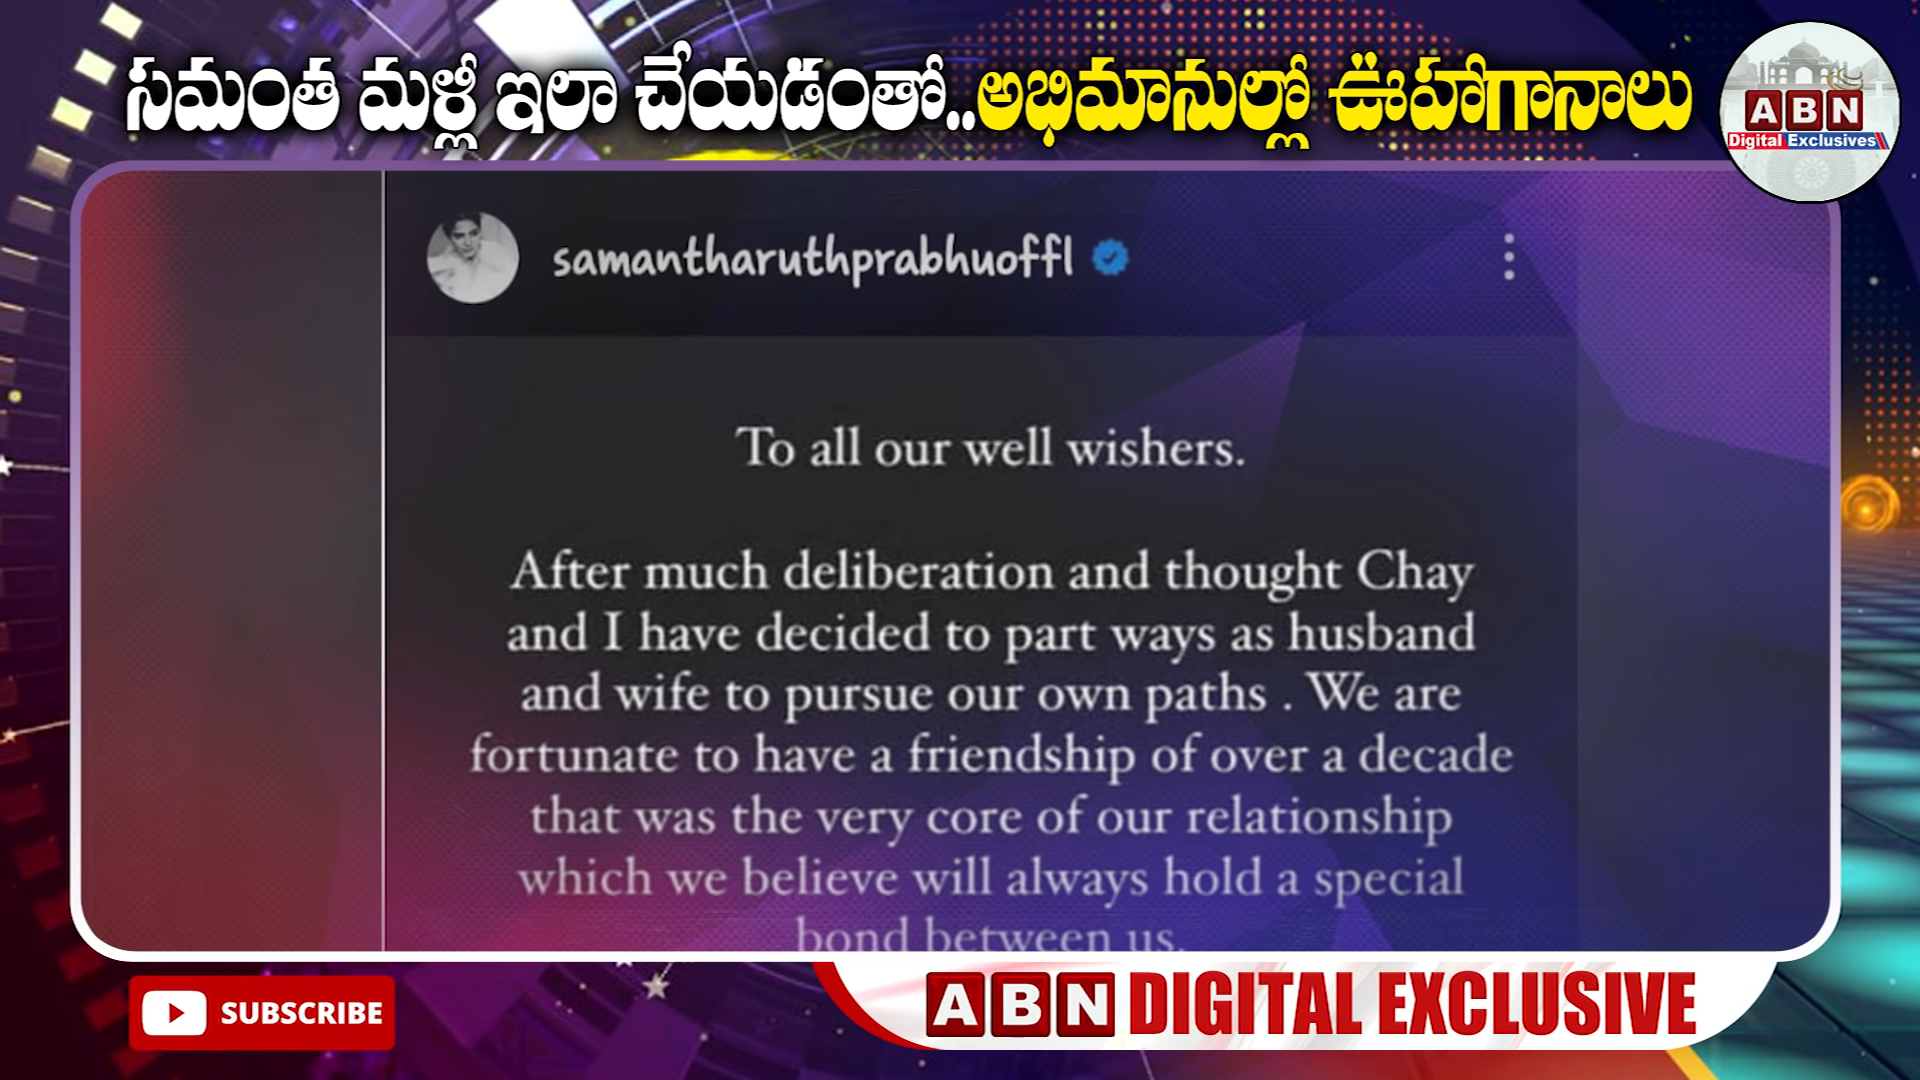 సమంత మళ్లీ ఇలా చేయడంతో..అభిమానుల్లో ఊహాగానాలు
ABN
Digital Exclusives
samantharuthprabhuoffl
To all our well wishers.
After much deliberation and thought Chay
and I have decided to part ways as husband
and wife to pursue our own paths . We are
fortunate to have a friendship of over a decade
that was the very core of our relationship
which we believe will always hold a special
bond between us.
SUBSCRIBE
ABN DIGITAL EXCLUSIVE